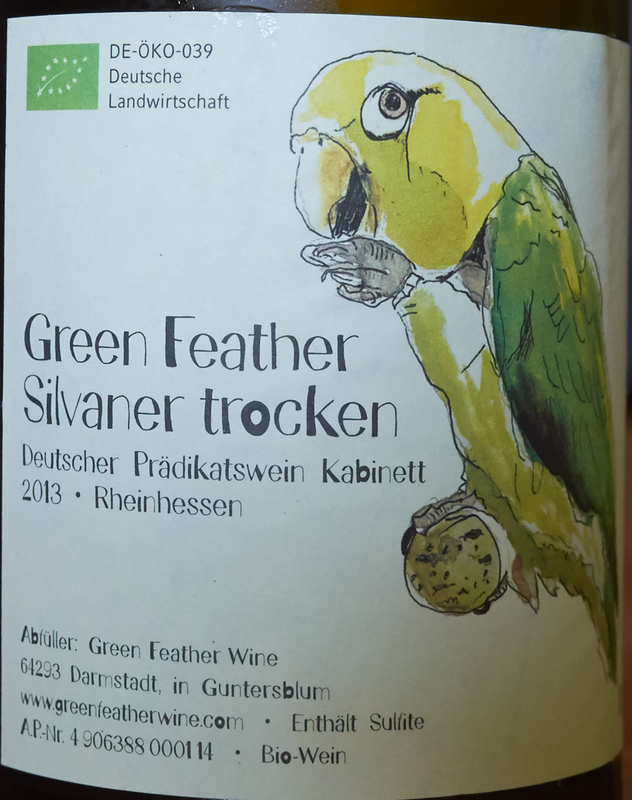 DE-ÖKO-039
Deutsche
Landwirtschaft
Green Feather
Silvaner trocken
Deutscher Prädikatswein Kabinett
2013 · Rheinhessen
Abfüller: Green Feather Wine
64293 Darmstadt, in Guntersblum
www.greenfeatherwine.com · Enthält Sulfite
A.P.-Nr. 4 906388 0001 14 · Bio-Wein